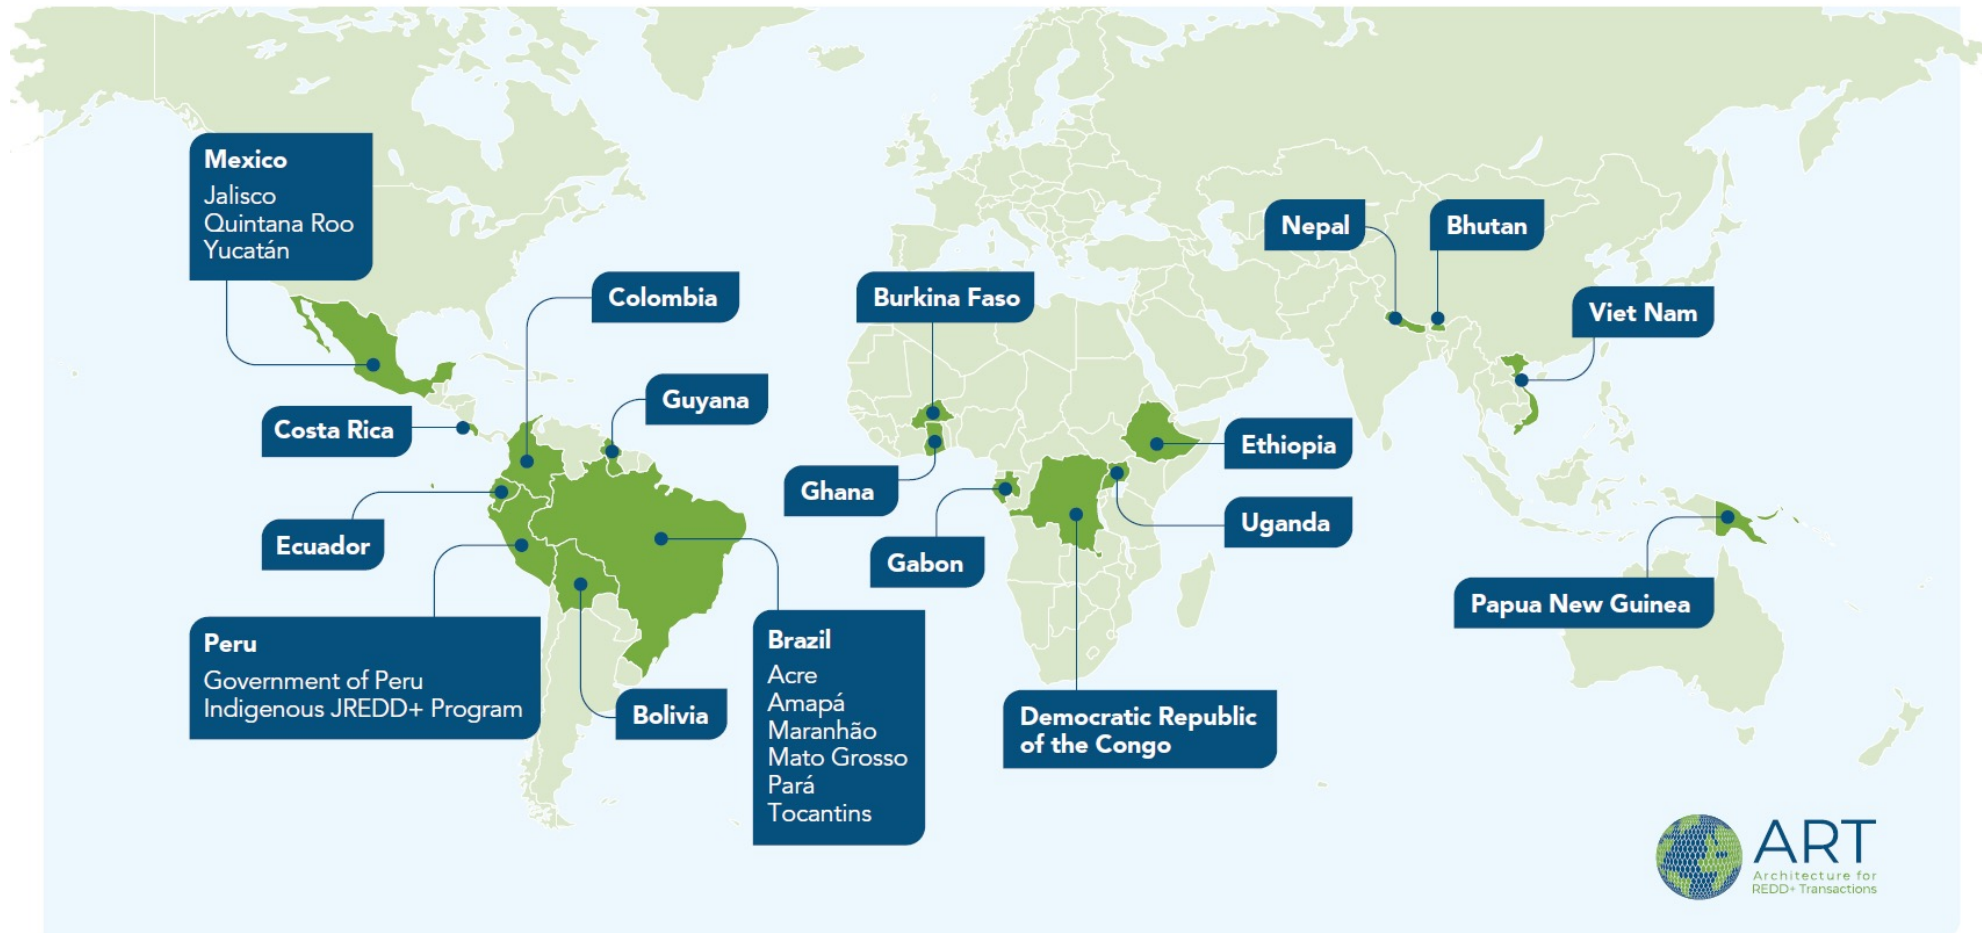 Mexico
Jalisco
Quintana Roo
Yucatán
Colombia
Guyana
Costa Rica
Ecuador
Peru
Government of Peru
Indigenous JREDD+ Program
Bolivia
Brazil
Acre
Amapá
Maranhão
Mato Grosso
Pará
Tocantins
Burkina Faso
Ghana
Gabon
Democratic Republic
of the Congo
Ethiopia
Uganda
Nepal
Bhutan
Viet Nam
Papua New Guinea
ART
Architecture for
REDD+ Transactions